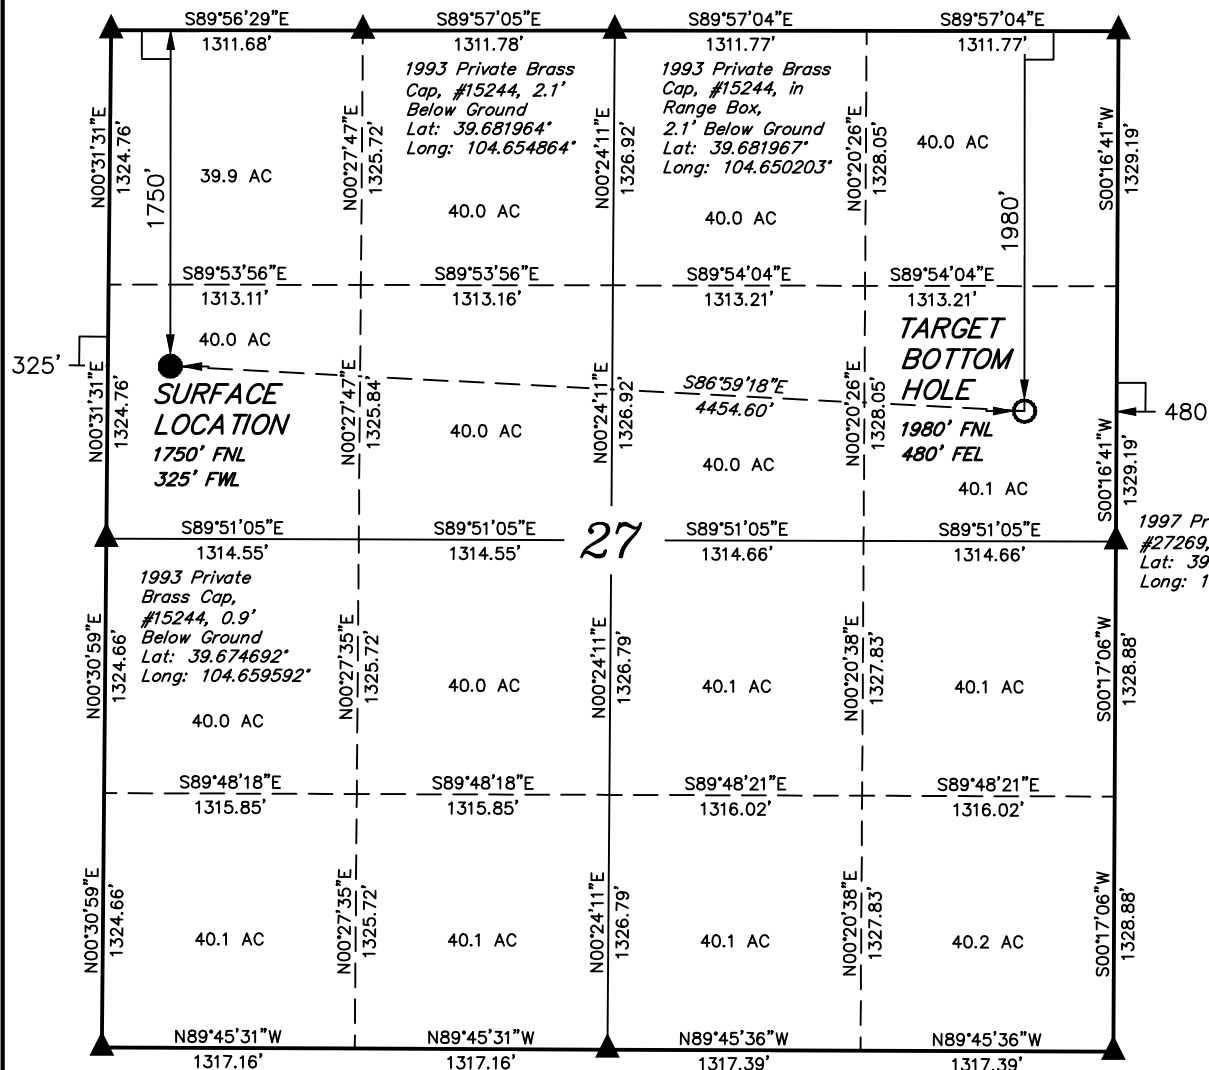 S89°56'29"E S89°57'05"E S89°57'04"E S89°57'04"E
1311.68' 1311.78' 1311.77' 1311.77'
1993 Private Brass
Cap, #15244, 2.1'
Below Ground
Lat: 39.681964°
Long: 104.654864°
1993 Private Brass
Cap, #15244, in
Range Box,
2.1' Below Ground
Lat: 39.681967°
Long: 104.650203°
N00°31'31"E
1324.76'
1750'
39.9 AC
N00°27'47"E
1325.72'
40.0 AC
N00°24'11"E
1326.92'
40.0 AC
N00°20'26"E
1328.05'
40.0 AC
1980'
S00°16'41"W
1329.19'
S89°53'56"E S89°53'56"E S89°54'04"E S89°54'04"E
1313.11' 1313.16' 1313.21' 1313.21'
40.0 AC
325'
SURFACE
LOCATION
1750' FNL
325' FWL
N00°31'31"E
1324.76'
N00°27'47"E
1325.84'
40.0 AC
N00°24'11"E
1326.92'
S86°59'18"E
4454.60'
40.0 AC
N00°20'26"E
1328.05'
TARGET
BOTTOM
HOLE
1980' FNL
480' FEL
40.1 AC
480
S00°16'41"W
1329.19'
S89°51'05"E S89°51'05"E S89°51'05"E S89°51'05"E
27
1314.55' 1314.55' 1314.66' 1314.66'
1997 Pr
#27269,
Lat: 39
Long: 1
1993 Private
Brass Cap,
#15244, 0.9'
Below Ground
Lat: 39.674692°
Long: 104.659592°
N00°30'59"E
1324.66'
40.0 AC
N00°27'35"E
1325.72'
40.0 AC
N00°24'11"E
1326.79'
40.1 AC
N00°20'38"E
1327.83'
40.1 AC
S00°17'06"W
1328.88'
S89°48'18"E S89°48'18"E S89°48'21"E S89°48'21"E
1315.85' 1315.85' 1316.02' 1316.02'
N00°30'59"E
1324.66'
40.1 AC
N00°27'35"E
1325.72'
40.1 AC
N00°24'11"E
1326.79'
40.1 AC
N00°20'38"E
1327.83'
40.2 AC
S00°17'06"W
1328.88'
N89°45'31"W N89°45'31"W N89°45'36"W N89°45'36"W
1317.16' 1317.16' 1317.39' 1317.39'